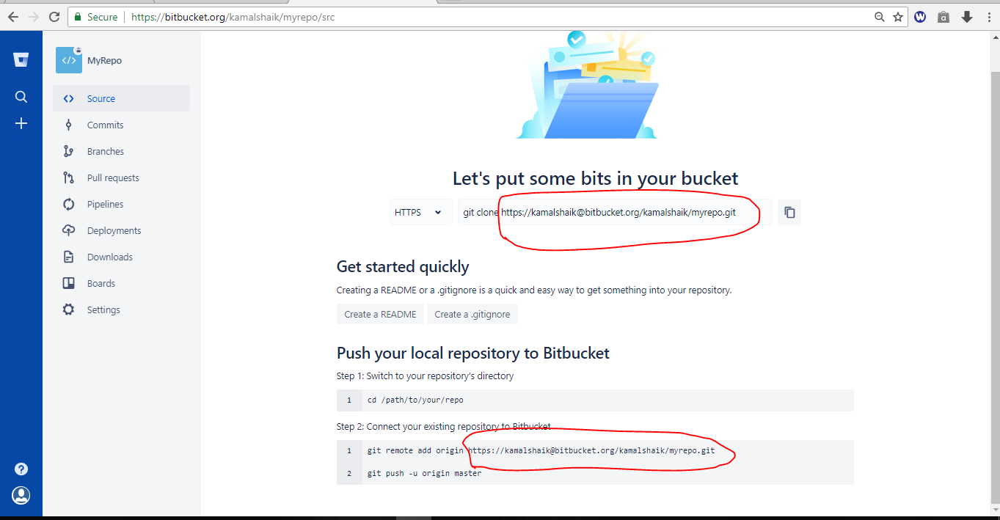 Secure https://bitbucket.org/kamalshaik/myrepo/src
MyRepo
Source
Commits
Branches
Pull requests
Pipelines
Deployments
Downloads
Boards
Settings
Let's put some bits in your bucket
HTTPS git clone https://kamalshaik@bitbucket.org/kamalshaik/myrepo.git
Get started quickly
Creating a README or a .gitignore is a quick and easy way to get something into your repository.
Create a README Create a .gitignore
Push your local repository to Bitbucket
Step 1: Switch to your repository's directory
1 cd /path/to/your/repo
Step 2: Connect your existing repository to Bitbucket
1 git remote add origin https://kamalshaik@bitbucket.org/kamalshaik/myrepo.git
2 git push -u origin master